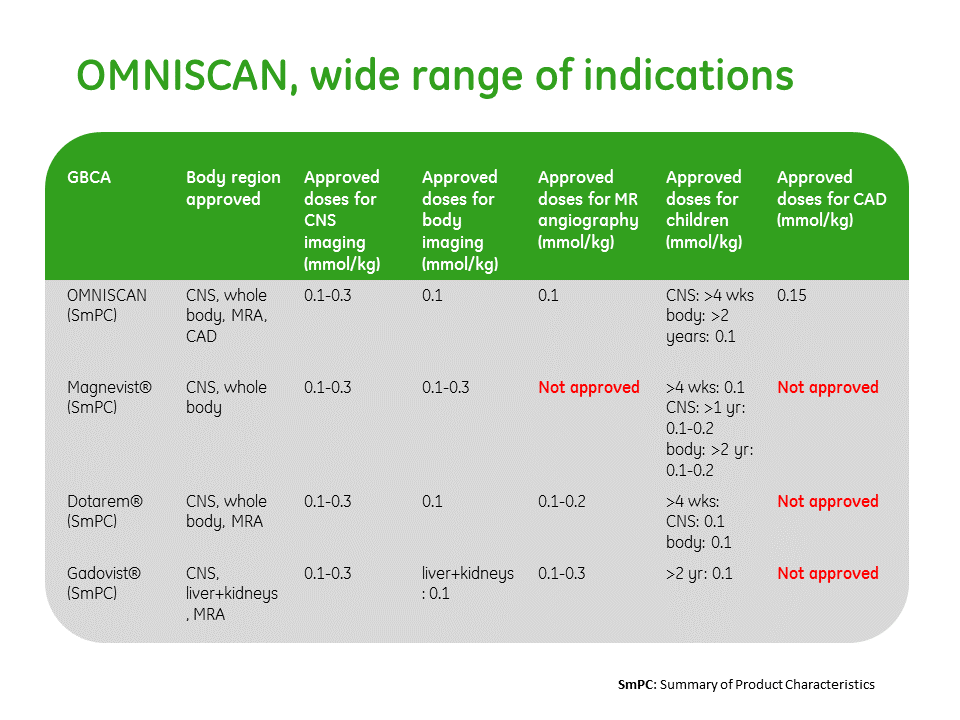 OMNISCAN, wide range of indications
GBCA
Body region
approved
Approved
doses for
CNS
imaging
(mmol/kg)
Approved
doses for
body
imaging
(mmol/kg)
Approved
doses for MR
angiography
(mmol/kg)
Approved
doses for
children
(mmol/kg)
Approved
doses for CAD
(mmol/kg)
OMNISCAN
(SmPC)
CNS, whole
body, MRA,
CAD
0.1-0.3
0.1
0.1
CNS: >4 wks
body: >2
years: 0.1
0.15
Magnevist®
(SmPC)
CNS, whole
body
0.1-0.3
0.1-0.3
Not approved
>4 wks: 0.1
CNS: >1 yr:
0.1-0.2
body: >2 yr:
0.1-0.2
Not approved
Dotarem®
(SmPC)
CNS, whole
body, MRA
0.1-0.3
0.1
0.1-0.2
>4 wks:
CNS: 0.1
body: 0.1
Not approved
Gadovist®
(SmPC)
CNS,
liver+kidneys
, MRA
0.1-0.3
liver+kidneys
: 0.1
0.1-0.3
>2 yr: 0.1
Not approved
SmPC: Summary of Product Characteristics